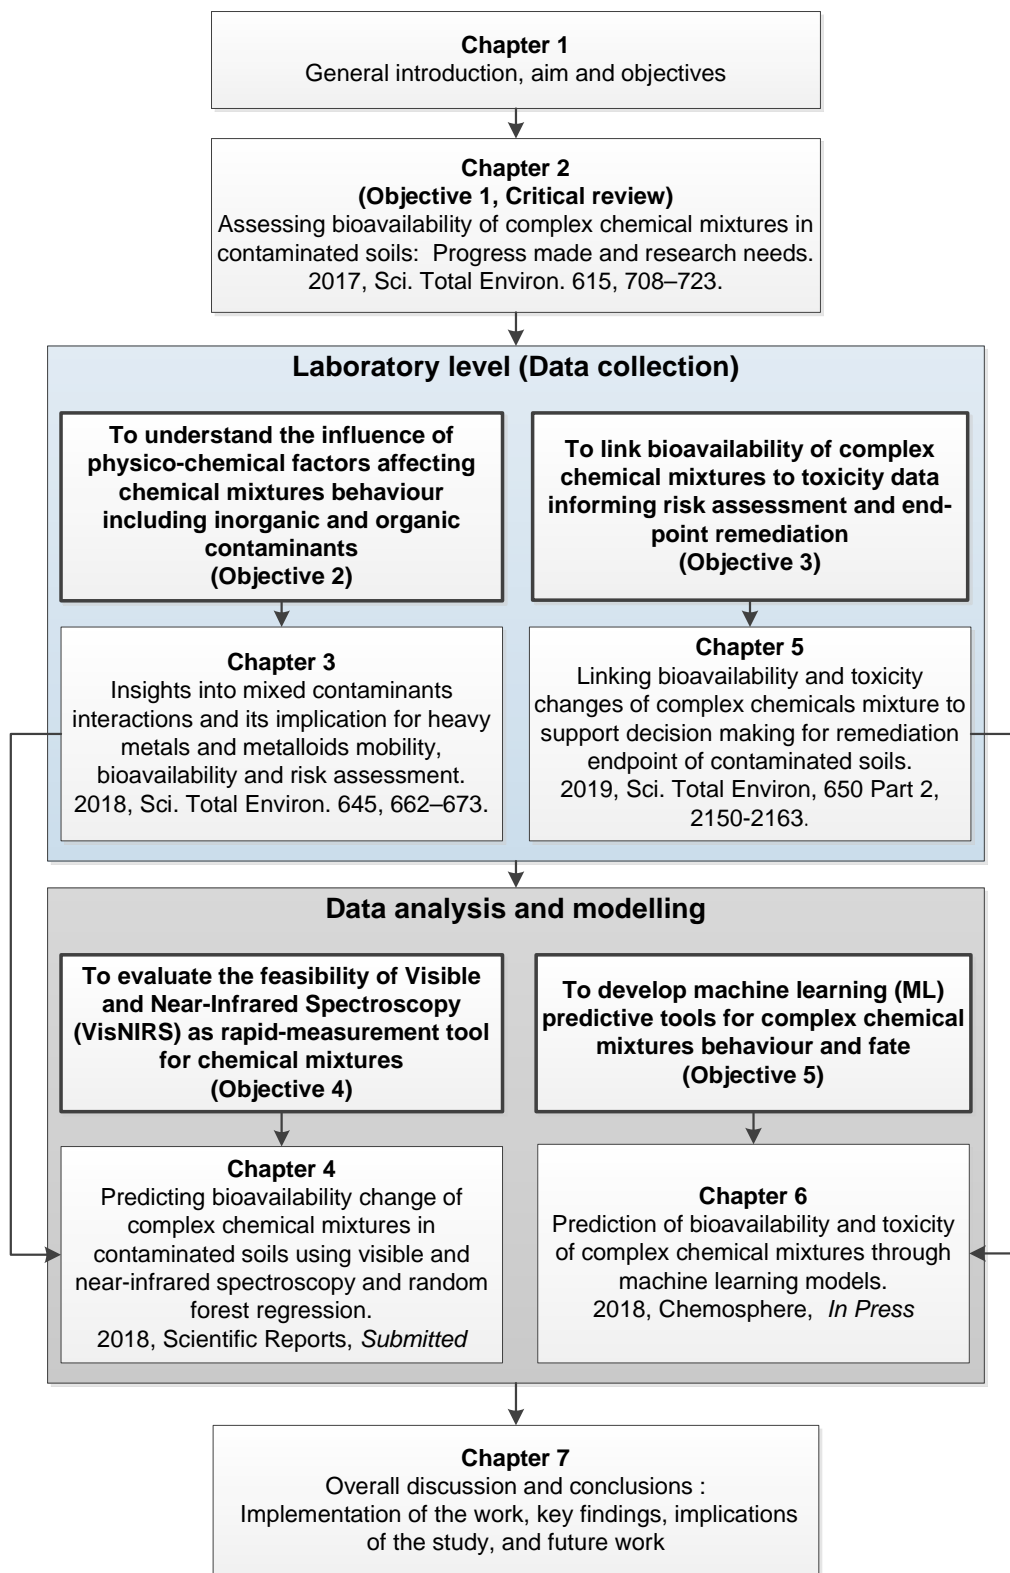 Chapter 1
General introduction, aim and objectives
Chapter 2
(Objective 1, Critical review)
Assessing bioavailability of complex chemical mixtures in
contaminated soils:  Progress made and research needs.
2017, Sci. Total Environ. 615, 708–723.
Laboratory level (Data collection)
To understand the influence of
physico-chemical factors affecting
chemical mixtures behaviour
including inorganic and organic
contaminants
(Objective 2)
To link bioavailability of complex
chemical mixtures to toxicity data
informing risk assessment and end-
point remediation
(Objective 3)
Chapter 3
Insights into mixed contaminants
interactions and its implication for heavy
metals and metalloids mobility,
bioavailability and risk assessment.
2018, Sci. Total Environ. 645, 662–673.
Chapter 5
Linking bioavailability and toxicity
changes of complex chemicals mixture to
support decision making for remediation
endpoint of contaminated soils.
2019, Sci. Total Environ, 650 Part 2,
2150-2163.
Data analysis and modelling
To evaluate the feasibility of Visible
and Near-Infrared Spectroscopy
(VisNIRS) as rapid-measurement tool
for chemical mixtures
(Objective 4)
To develop machine learning (ML)
predictive tools for complex chemical
mixtures behaviour and fate
(Objective 5)
Chapter 4
Predicting bioavailability change of
complex chemical mixtures in
contaminated soils using visible and
near-infrared spectroscopy and random
forest regression.
2018, Scientific Reports, Submitted
Chapter 6
Prediction of bioavailability and toxicity
of complex chemical mixtures through
machine learning models.
2018, Chemosphere,  In Press
Chapter 7
Overall discussion and conclusions :
Implementation of the work, key findings, implications
of the study, and future work